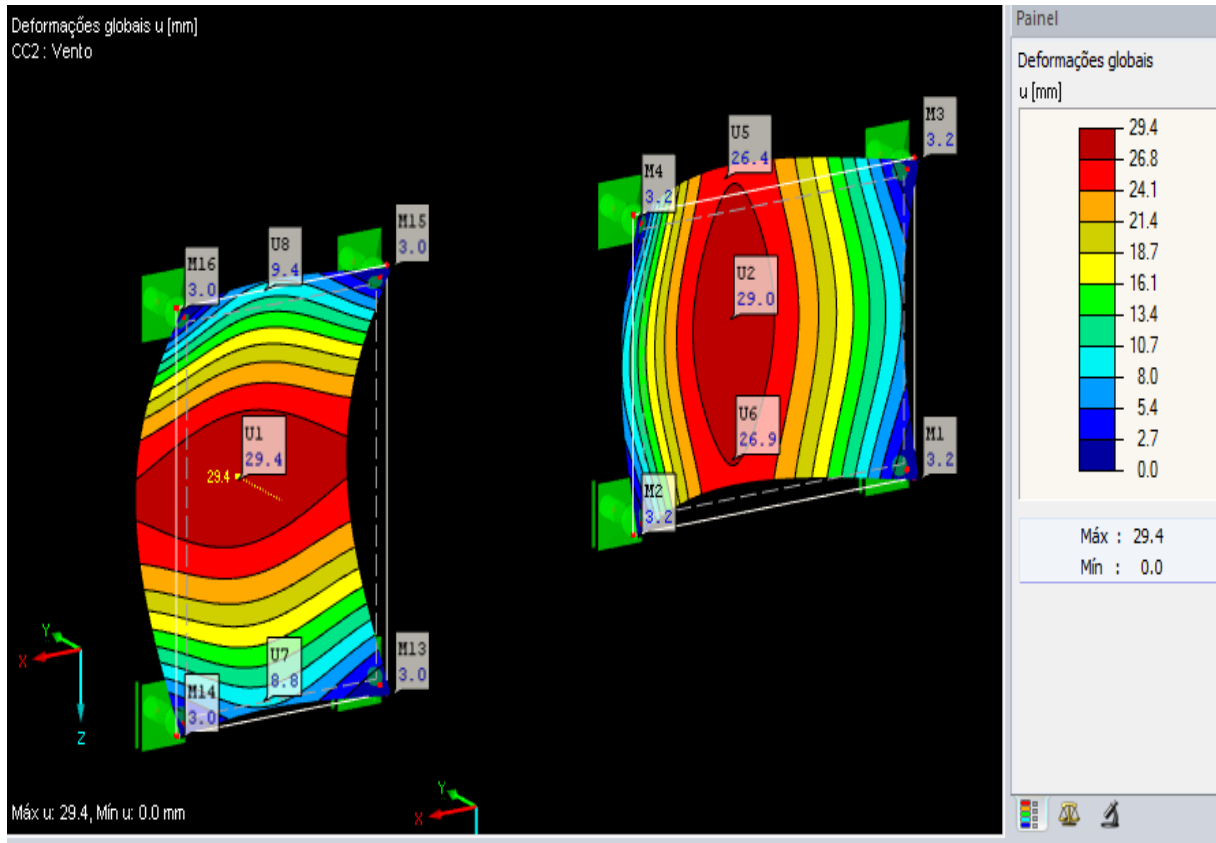 Deformações globais u [mm]
CC2 : Vento
M3
3.2
U5
26.4
M4
3.2
M15
3.0
U8
9.4
M16
3.0
U2
29.0
U1
29.4
29.4
U6
26.9
M1
3.2
M2
3.2
Y
X
Z
U7
8.8
M13
3.0
M14
3.0
Y
X
Máx u: 29.4, Mín u: 0.0 mm
Painel
Deformações globais
u [mm]
29.4
26.8
24.1
21.4
18.7
16.1
13.4
10.7
8.0
5.4
2.7
0.0
Máx : 29.4
Mín : 0.0